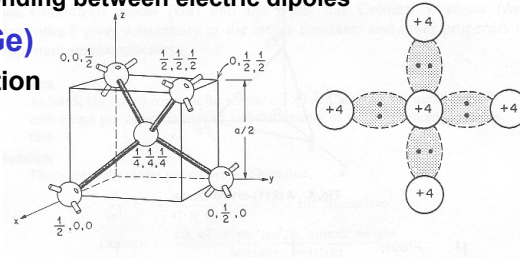 nding between electric dipoles
Ge)
tion
z
0,0,1/2
1/2,1/2,1/2
0,1/2,1/2
a/2
1/4,1/4,1/4
y
x
1/2,0,0
0,1/2,0
+4
+4
+4
+4
+4